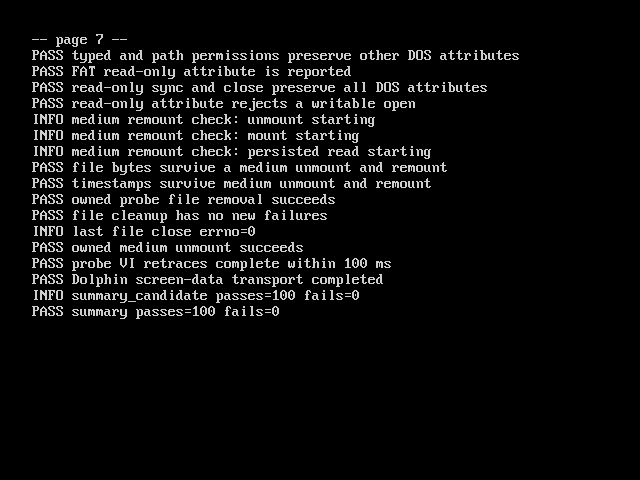 -- page 7 --
PASS typed and path permissions preserve other DOS attributes
PASS FAT read-only attribute is reported
PASS read-only sync and close preserve all DOS attributes
PASS read-only attribute rejects a writable open
INFO medium remount check: unmount starting
INFO medium remount check: mount starting
INFO medium remount check: persisted read starting
PASS file bytes survive a medium unmount and remount
PASS timestamps survive medium unmount and remount
PASS owned probe file removal succeeds
PASS file cleanup has no new failures
INFO last file close errno=0
PASS owned medium unmount succeeds
PASS probe VI retraces complete within 100 ms
PASS Dolphin screen-data transport completed
INFO summary_candidate passes=100 fails=0
PASS summary passes=100 fails=0